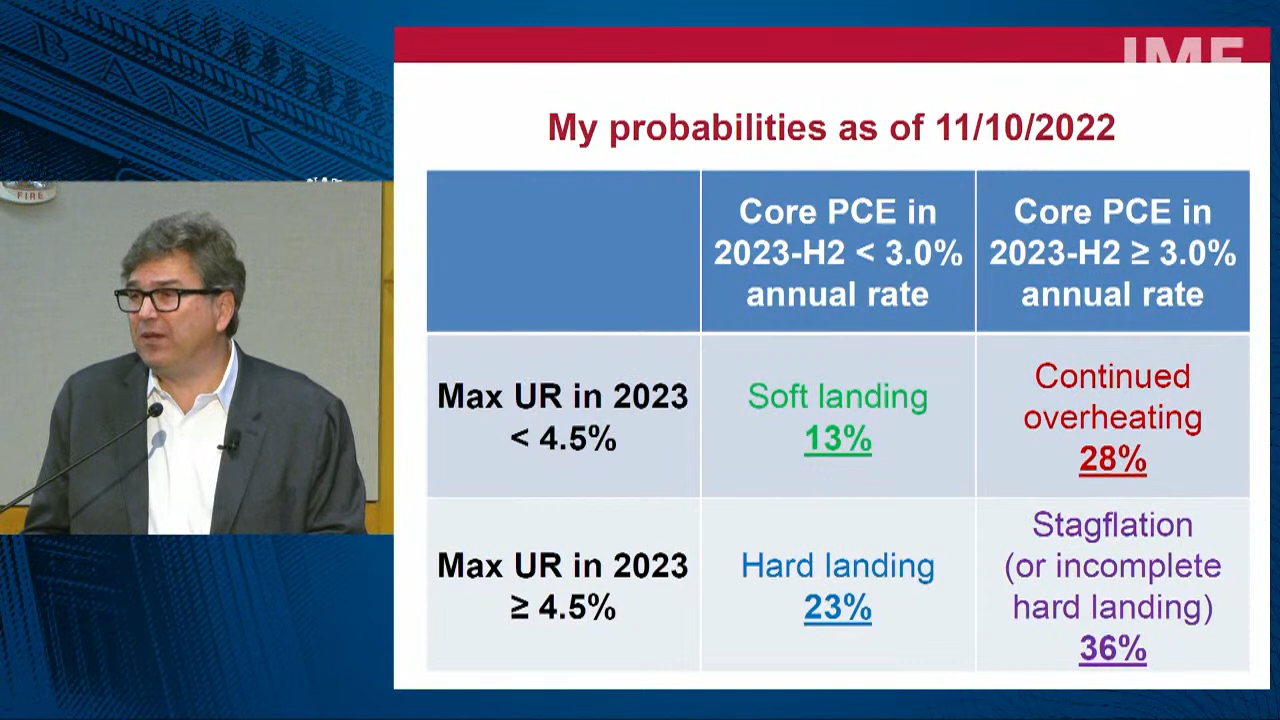 BANK
FIRE
IMF
My probabilities as of 11/10/2022
Core PCE in
2023-H2 < 3.0%
annual rate
Core PCE in
2023-H2 ≥ 3.0%
annual rate
Max UR in 2023
< 4.5%
Soft landing
13%
Continued
overheating
28%
Max UR in 2023
≥ 4.5%
Hard landing
23%
Stagflation
(or incomplete
hard landing)
36%